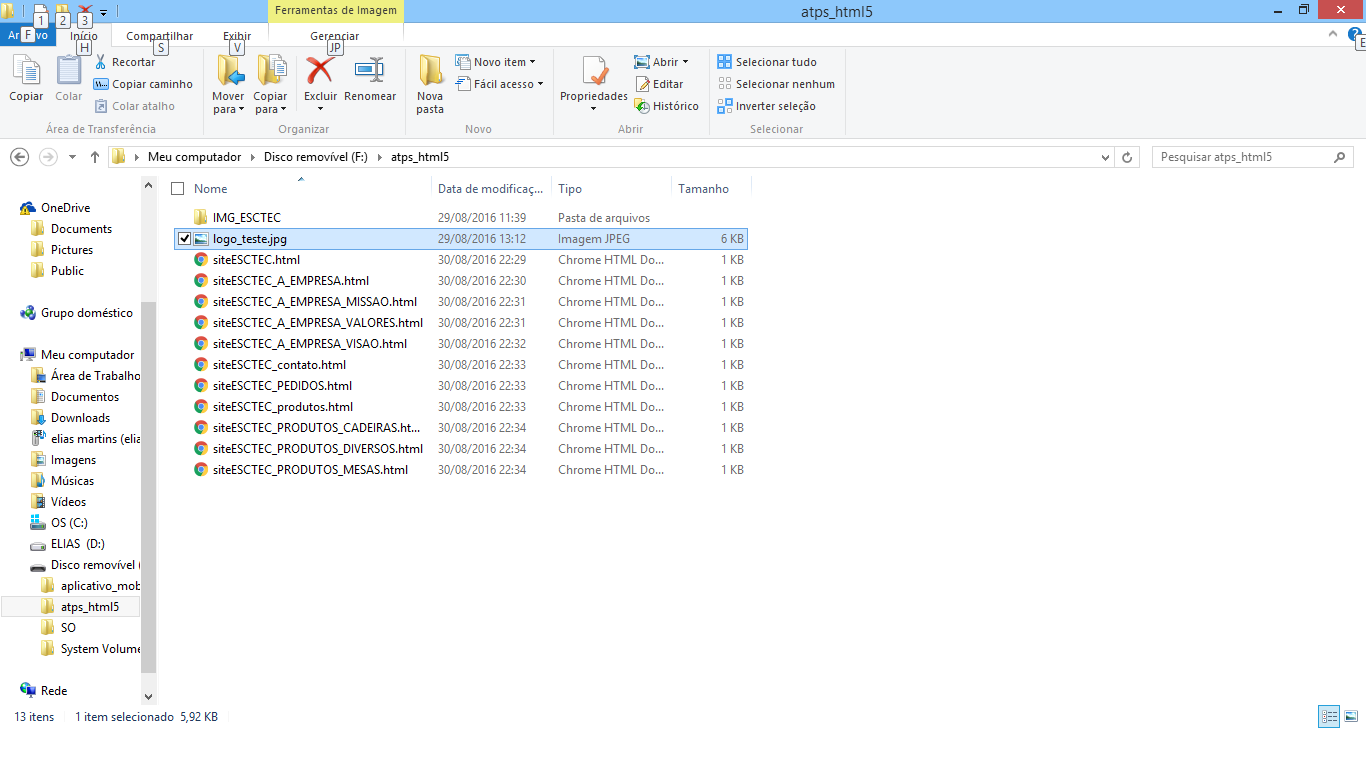 Ferramentas de Imagem
atps_html5
1 2 3
Arquivo Início Compartilhar Exibir Gerenciar
F H S V JP E
Copiar
Colar
Recortar
Copiar caminho
Colar atalho
Área de Transferência
Mover para
Copiar para
Excluir
Renomear
Organizar
Nova pasta
Novo item
Fácil acesso
Novo
Propriedades
Abrir
Editar
Histórico
Abrir
Selecionar tudo
Selecionar nenhum
Inverter seleção
Selecionar
Meu computador Disco removível (F:) atps_html5
Pesquisar atps_html5
OneDrive
Documents
Pictures
Public
Grupo doméstico
Meu computador
Área de Trabalho
Documentos
Downloads
elias martins (elia
Imagens
Músicas
Vídeos
OS (C:)
ELIAS (D:)
Disco removível (
aplicativo_mob
atps_html5
SO
System Volume
Rede
Nome Data de modificaç... Tipo Tamanho
IMG_ESCTEC 29/08/2016 11:39 Pasta de arquivos
logo_teste.jpg 29/08/2016 13:12 Imagem JPEG 6 KB
siteESCTEC.html 30/08/2016 22:29 Chrome HTML Do... 1 KB
siteESCTEC_A_EMPRESA.html 30/08/2016 22:30 Chrome HTML Do... 1 KB
siteESCTEC_A_EMPRESA_MISSAO.html 30/08/2016 22:31 Chrome HTML Do... 1 KB
siteESCTEC_A_EMPRESA_VALORES.html 30/08/2016 22:31 Chrome HTML Do... 1 KB
siteESCTEC_A_EMPRESA_VISAO.html 30/08/2016 22:32 Chrome HTML Do... 1 KB
siteESCTEC_contato.html 30/08/2016 22:33 Chrome HTML Do... 1 KB
siteESCTEC_PEDIDOS.html 30/08/2016 22:33 Chrome HTML Do... 1 KB
siteESCTEC_produtos.html 30/08/2016 22:33 Chrome HTML Do... 1 KB
siteESCTEC_PRODUTOS_CADEIRAS.ht... 30/08/2016 22:34 Chrome HTML Do... 1 KB
siteESCTEC_PRODUTOS_DIVERSOS.html 30/08/2016 22:34 Chrome HTML Do... 1 KB
siteESCTEC_PRODUTOS_MESAS.html 30/08/2016 22:34 Chrome HTML Do... 1 KB
13 itens 1 item selecionado 5,92 KB